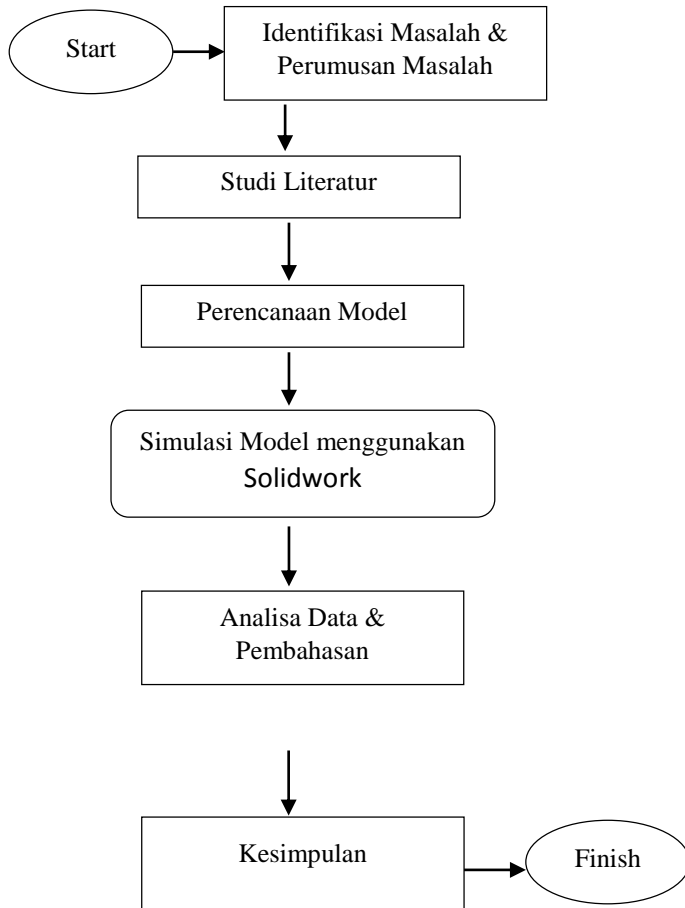 Start
Identifikasi Masalah &
Perumusan Masalah
Studi Literatur
Perencanaan Model
Simulasi Model menggunakan
Solidwork
Analisa Data &
Pembahasan
Kesimpulan
Finish